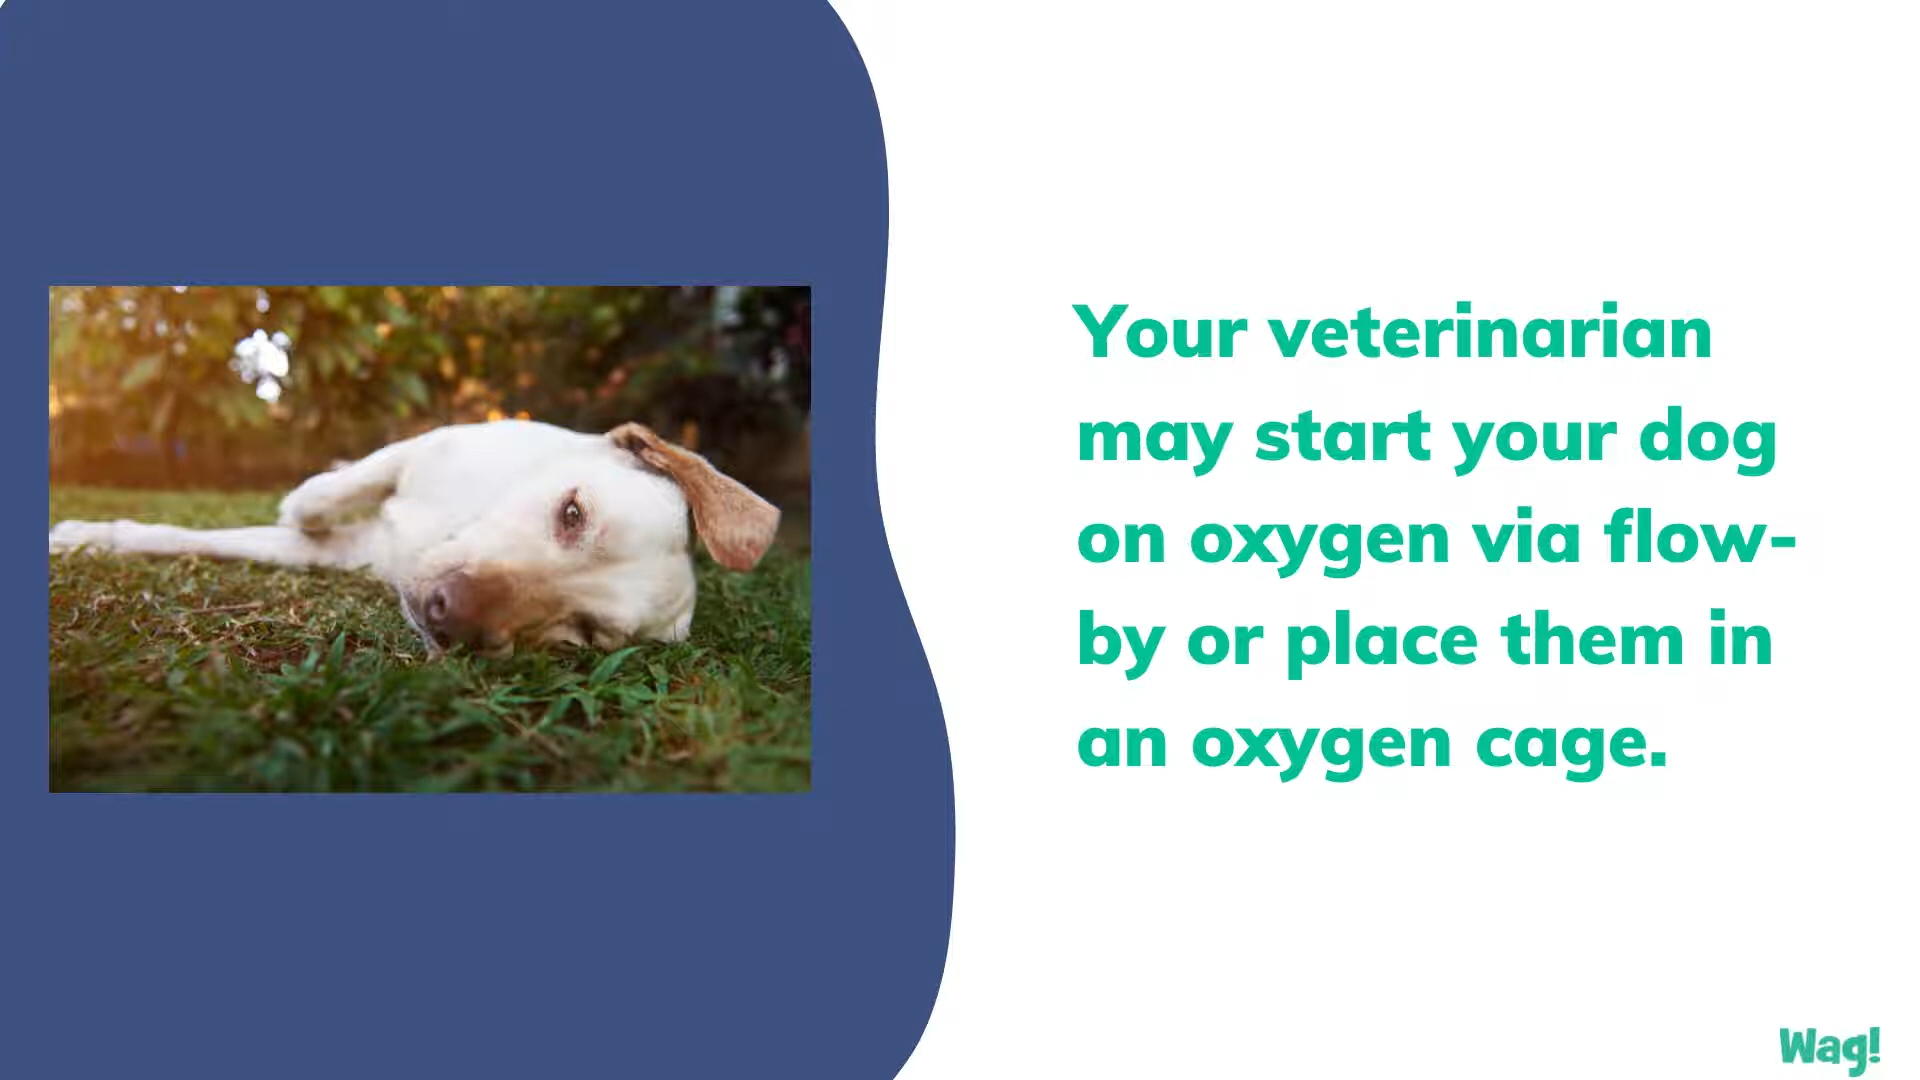 Your veterinarian
may start your dog
on oxygen via flow-
by or place them in
an oxygen cage.
Wag!